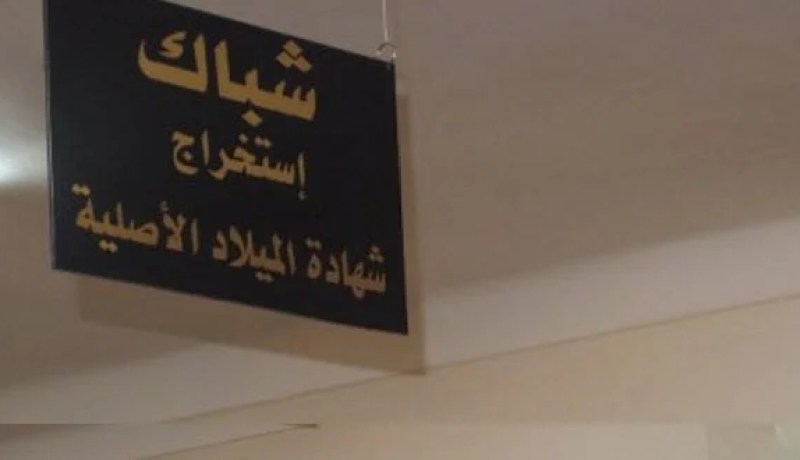 شباك
إستخراج
شهادة الميلاد الأصلية